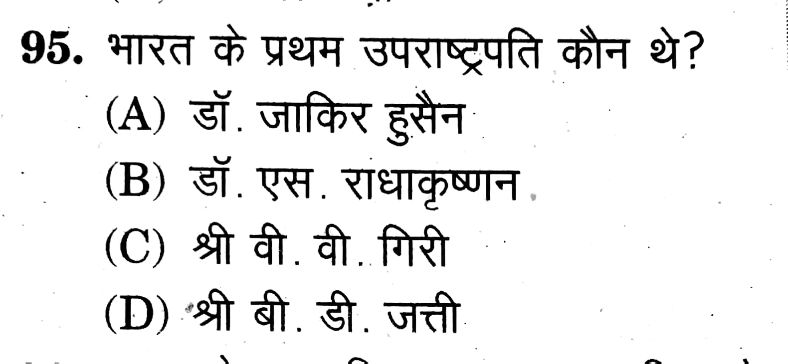 95. भारत के प्रथम उपराष्ट्रपति कौन थे?
(A) डॉ. जाकिर हुसैन
(B) डॉ. एस. राधाकृष्णन
(C) श्री वी. वी. गिरी
(D) श्री बी. डी. जत्ती